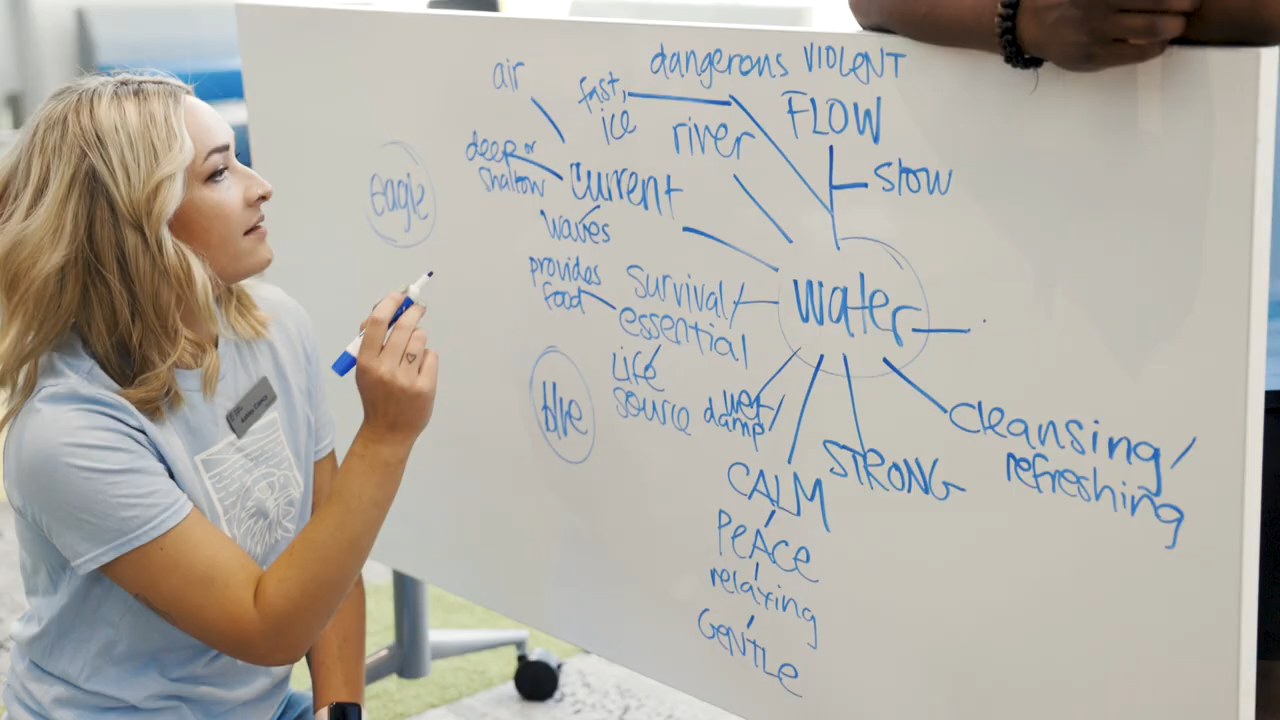 dangerous VIOLENT
air
fast,
ice
FLOW
river
deep or
shallow
current
slow
eagle
waves
provides
food
survival/
essential
water
life
source
wet/
damp
blue
cleansing/
refreshing
STRONG
CALM
PEACE
relaxing
GENTLE